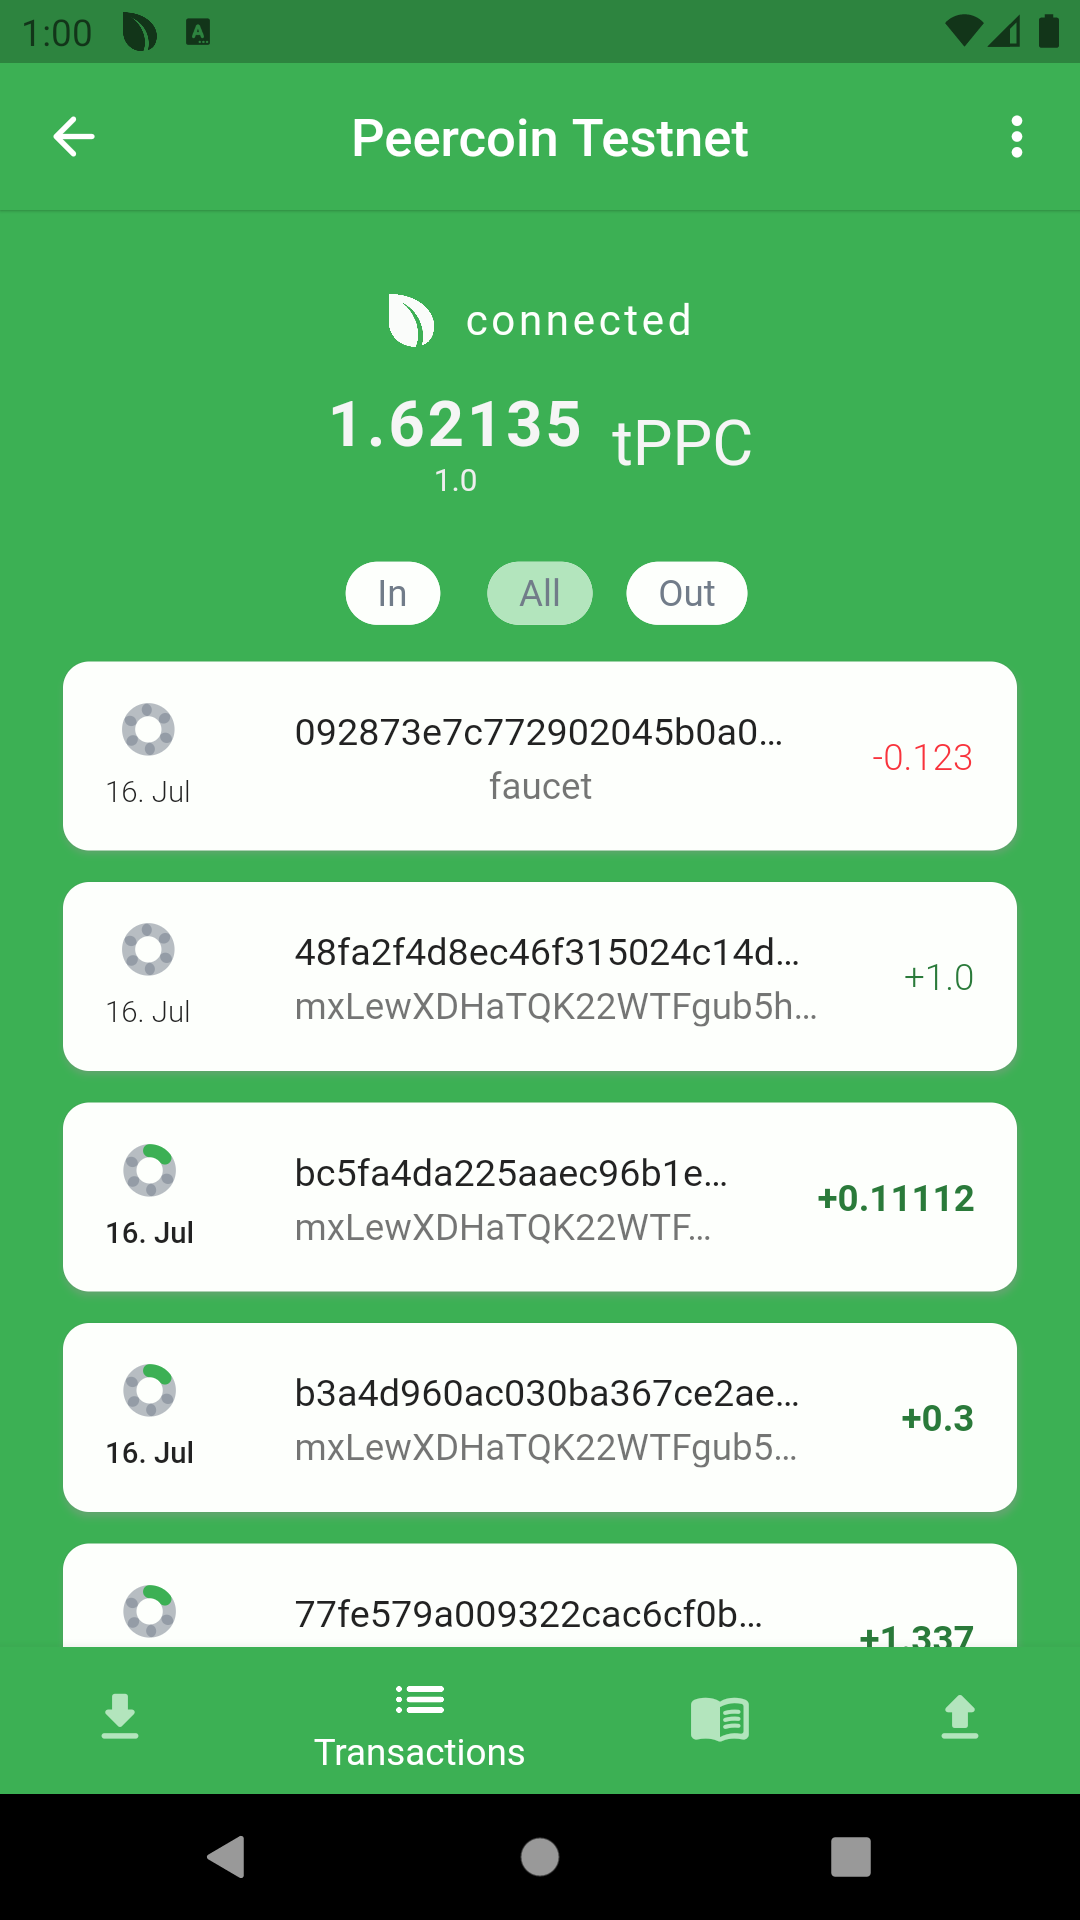 1:00
Peercoin Testnet
connected
1.62135 tPPC
1.0
In All Out
092873e7c772902045b0a0…
faucet
16. Jul
-0.123
48fa2f4d8ec46f315024c14d…
mxLewXDHaTQK22WTFgub5h…
16. Jul
+1.0
bc5fa4da225aaec96b1e…
mxLewXDHaTQK22WTF…
16. Jul
+0.11112
b3a4d960ac030ba367ce2ae…
mxLewXDHaTQK22WTFgub5…
16. Jul
+0.3
77fe579a009322cac6cf0b…
+1.337
Transactions